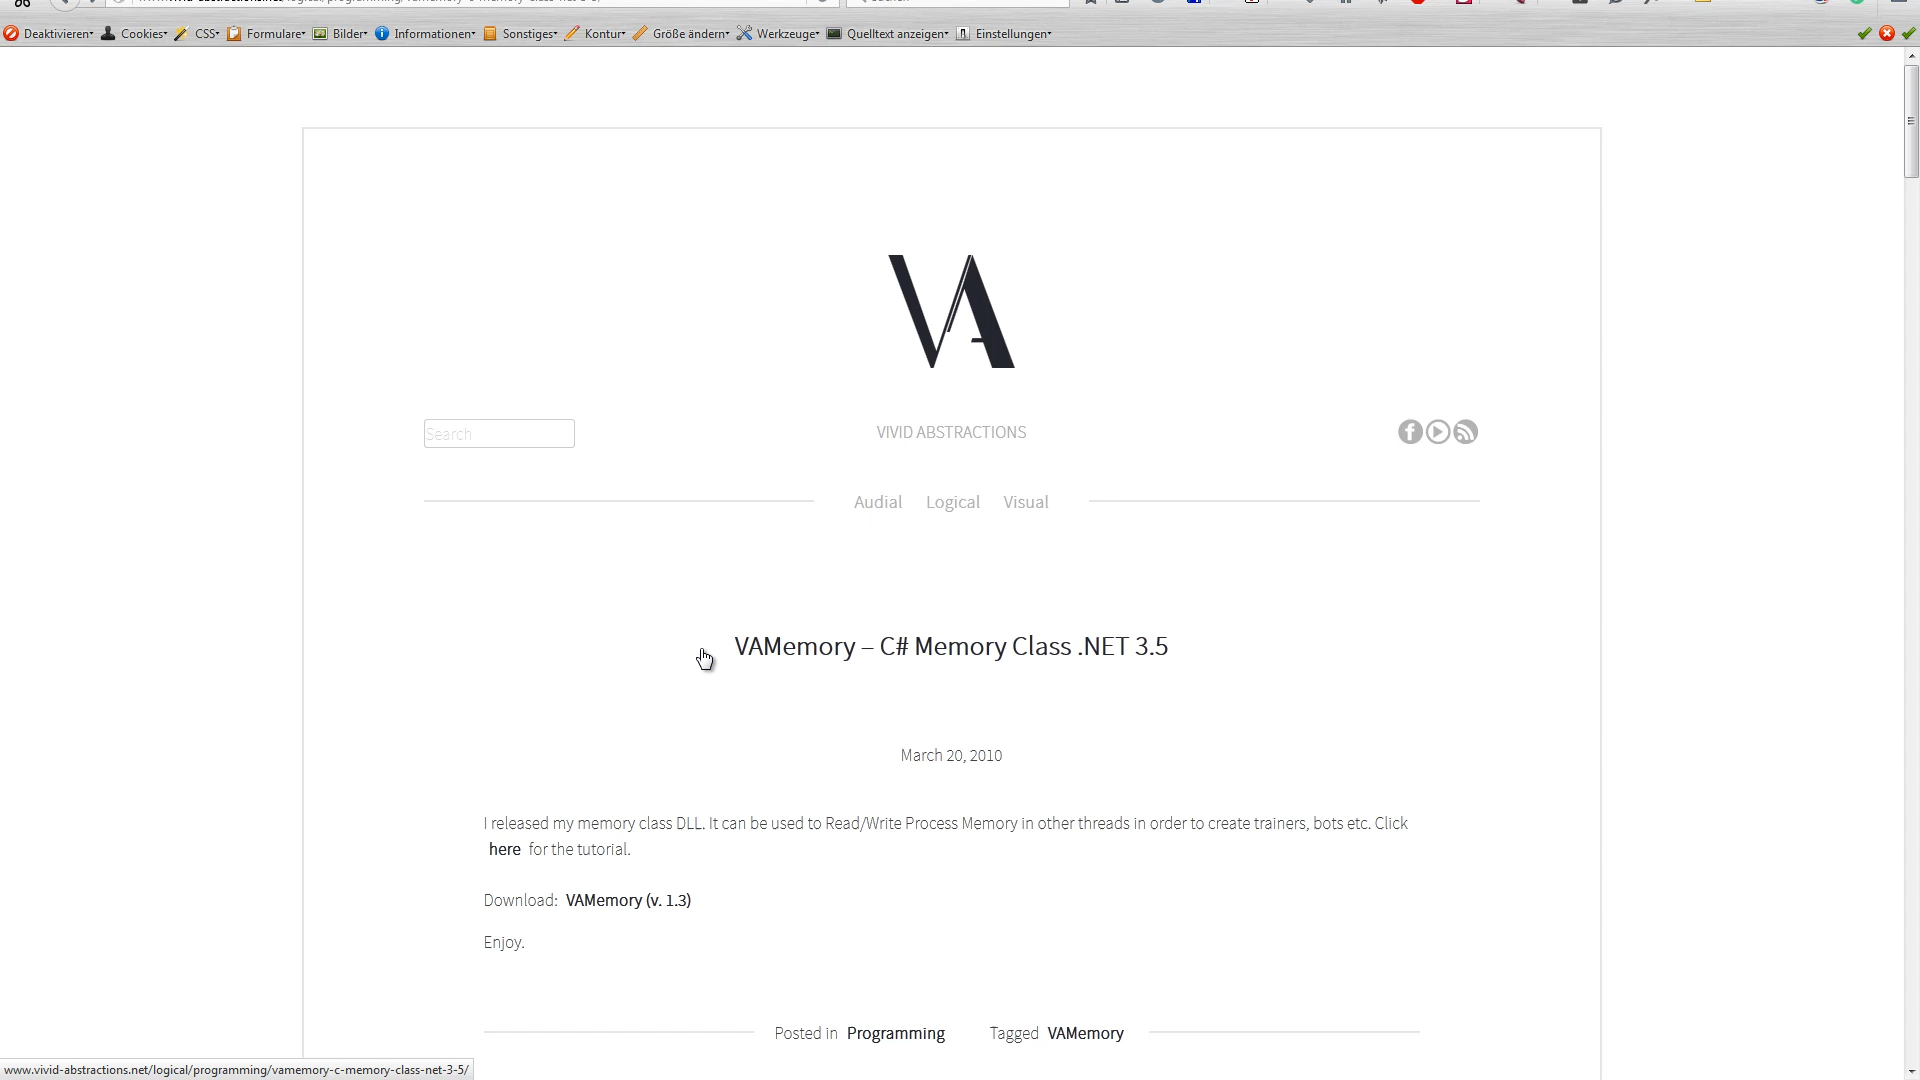 Deaktivieren Cookies CSS Formulare Bilder Informationen Sonstiges Kontur Größe ändern Werkzeuge Quelltext anzeigen Einstellungen
VA
Search
VIVID ABSTRACTIONS
Audial Logical Visual
VAMemory – C# Memory Class .NET 3.5
March 20, 2010
I released my memory class DLL. It can be used to Read/Write Process Memory in other threads in order to create trainers, bots etc. Click
here for the tutorial.
Download: VAMemory (v. 1.3)
Enjoy.
Posted in Programming Tagged VAMemory
www.vivid-abstractions.net/logical/programming/vamemory-c-memory-class-net-3-5/